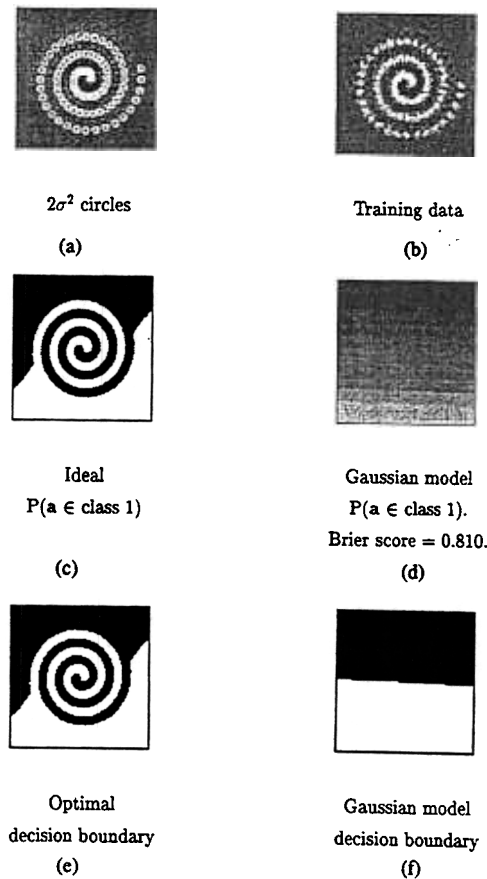 2σ² circles
(a)
Training data
(b)
Ideal
P(a ∈ class 1)
(c)
Gaussian model
P(a ∈ class 1).
Brier score = 0.810.
(d)
Optimal
decision boundary
(e)
Gaussian model
decision boundary
(f)